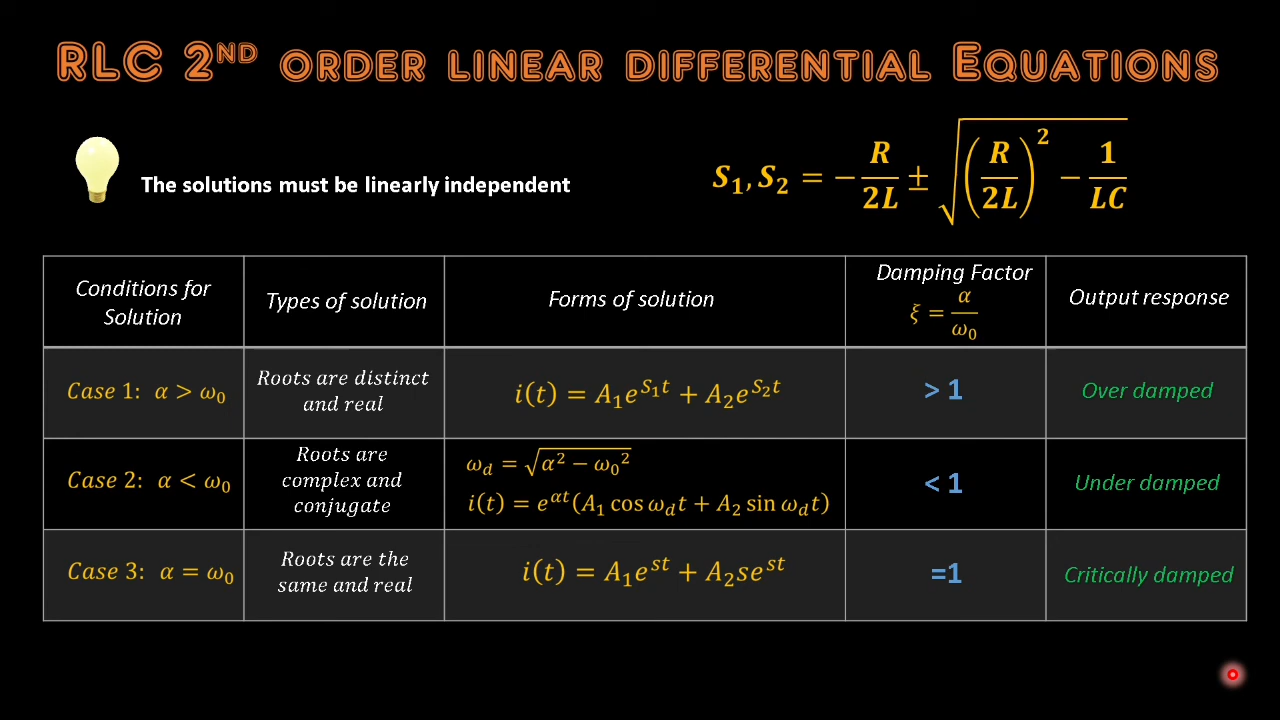 RLC 2ND ORDER LINEAR DIFFERENTIAL EQUATIONS
The solutions must be linearly independent
S₁, S₂ = −R/2L ± √((R/2L)² − 1/LC)
Conditions for
Solution
Types of solution
Forms of solution
Damping Factor
ξ = α/ω₀
Output response
Case 1: α > ω₀
Roots are distinct
and real
i(t) = A₁e^{S₁t} + A₂e^{S₂t}
> 1
Over damped
Case 2: α < ω₀
Roots are
complex and
conjugate
ω_d = √(α² − ω₀²)
i(t) = e^{αt}(A₁ cos ω_d t + A₂ sin ω_d t)
< 1
Under damped
Case 3: α = ω₀
Roots are the
same and real
i(t) = A₁e^{st} + A₂se^{st}
=1
Critically damped